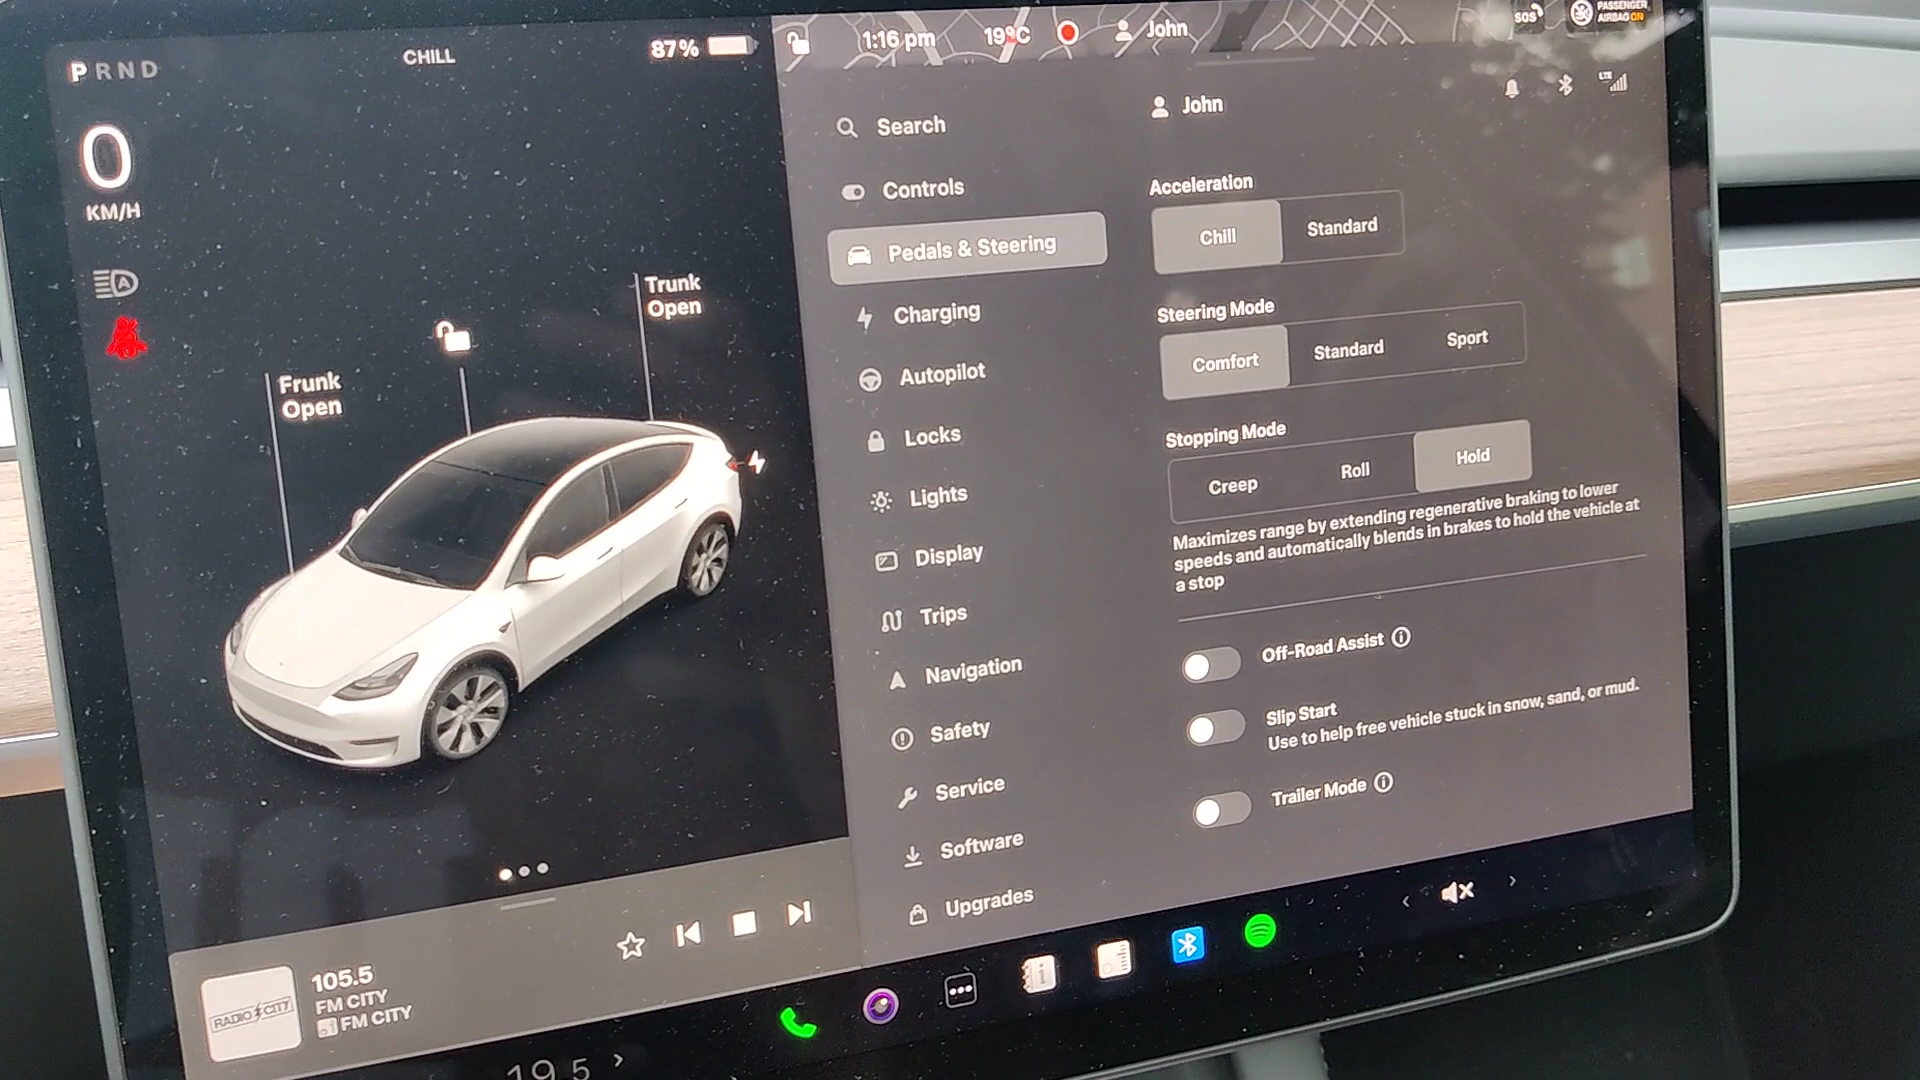 PRND
CHILL
87%
0
KM/H
Trunk
Open
Frunk
Open
105.5
FM CITY
FM CITY
RADIO CITY
19.5
1:16 pm
19°C
John
SOS
PASSENGER
AIRBAG ON
LTE
Search
Controls
Pedals & Steering
Charging
Autopilot
Locks
Lights
Display
Trips
Navigation
Safety
Service
Software
Upgrades
John
Acceleration
Chill
Standard
Steering Mode
Comfort
Standard
Sport
Stopping Mode
Creep
Roll
Hold
Maximizes range by extending regenerative braking to lower
speeds and automatically blends in brakes to hold the vehicle at
a stop
Off-Road Assist
Slip Start
Use to help free vehicle stuck in snow, sand, or mud.
Trailer Mode